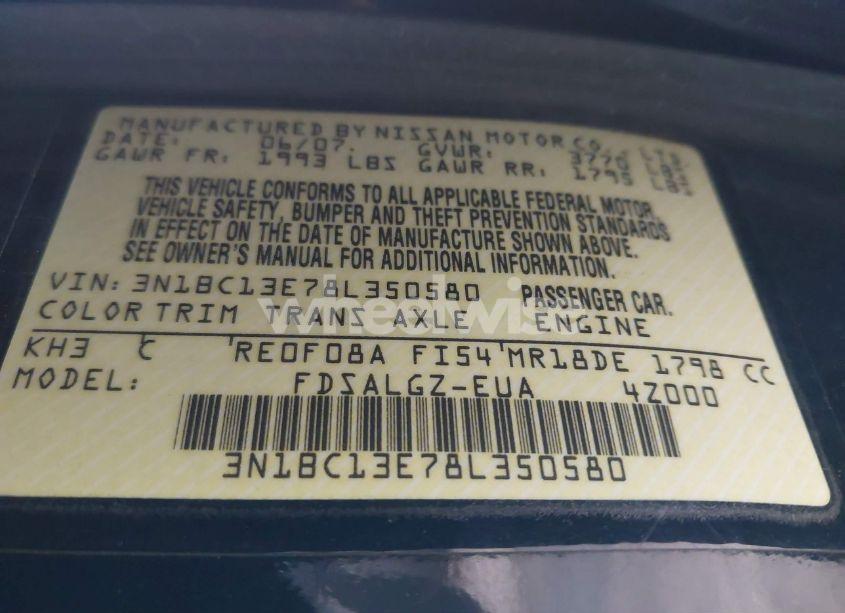 MANUFACTURED BY NISSAN MOTOR CO., LTD.
DATE: 06/07. GVWR: 3770 LBS
GAWR FR: 1993 LBS GAWR RR: 1795 LBS
THIS VEHICLE CONFORMS TO ALL APPLICABLE FEDERAL MOTOR
VEHICLE SAFETY, BUMPER AND THEFT PREVENTION STANDARDS
IN EFFECT ON THE DATE OF MANUFACTURE SHOWN ABOVE.
SEE OWNER'S MANUAL FOR ADDITIONAL INFORMATION.
VIN: 3N1BC13E78L350580 PASSENGER CAR.
COLOR TRIM TRANS AXLE ENGINE
KH3 C RE0F08A FI54 MR18DE 1798 CC
MODEL: FDSALGZ-EUA 4Z000
3N1BC13E78L350580